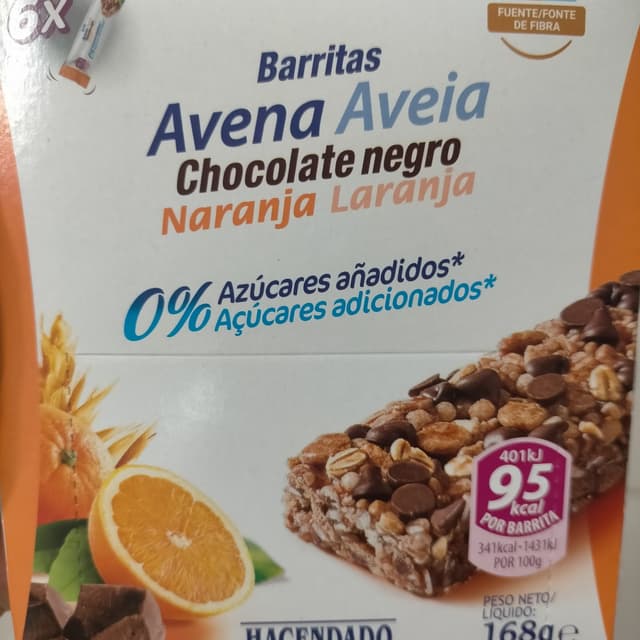 6X
FUENTE/FONTE
DE FIBRA
Barritas
Avena Aveia
Chocolate negro
Naranja Laranja
0% Azúcares añadidos*
Açúcares adicionados*
401kJ
95
kcal
POR BARRITA
341kcal-1431kJ
POR 100g
PESO NETO/
LÍQUIDO:
168g e
HACENDADO